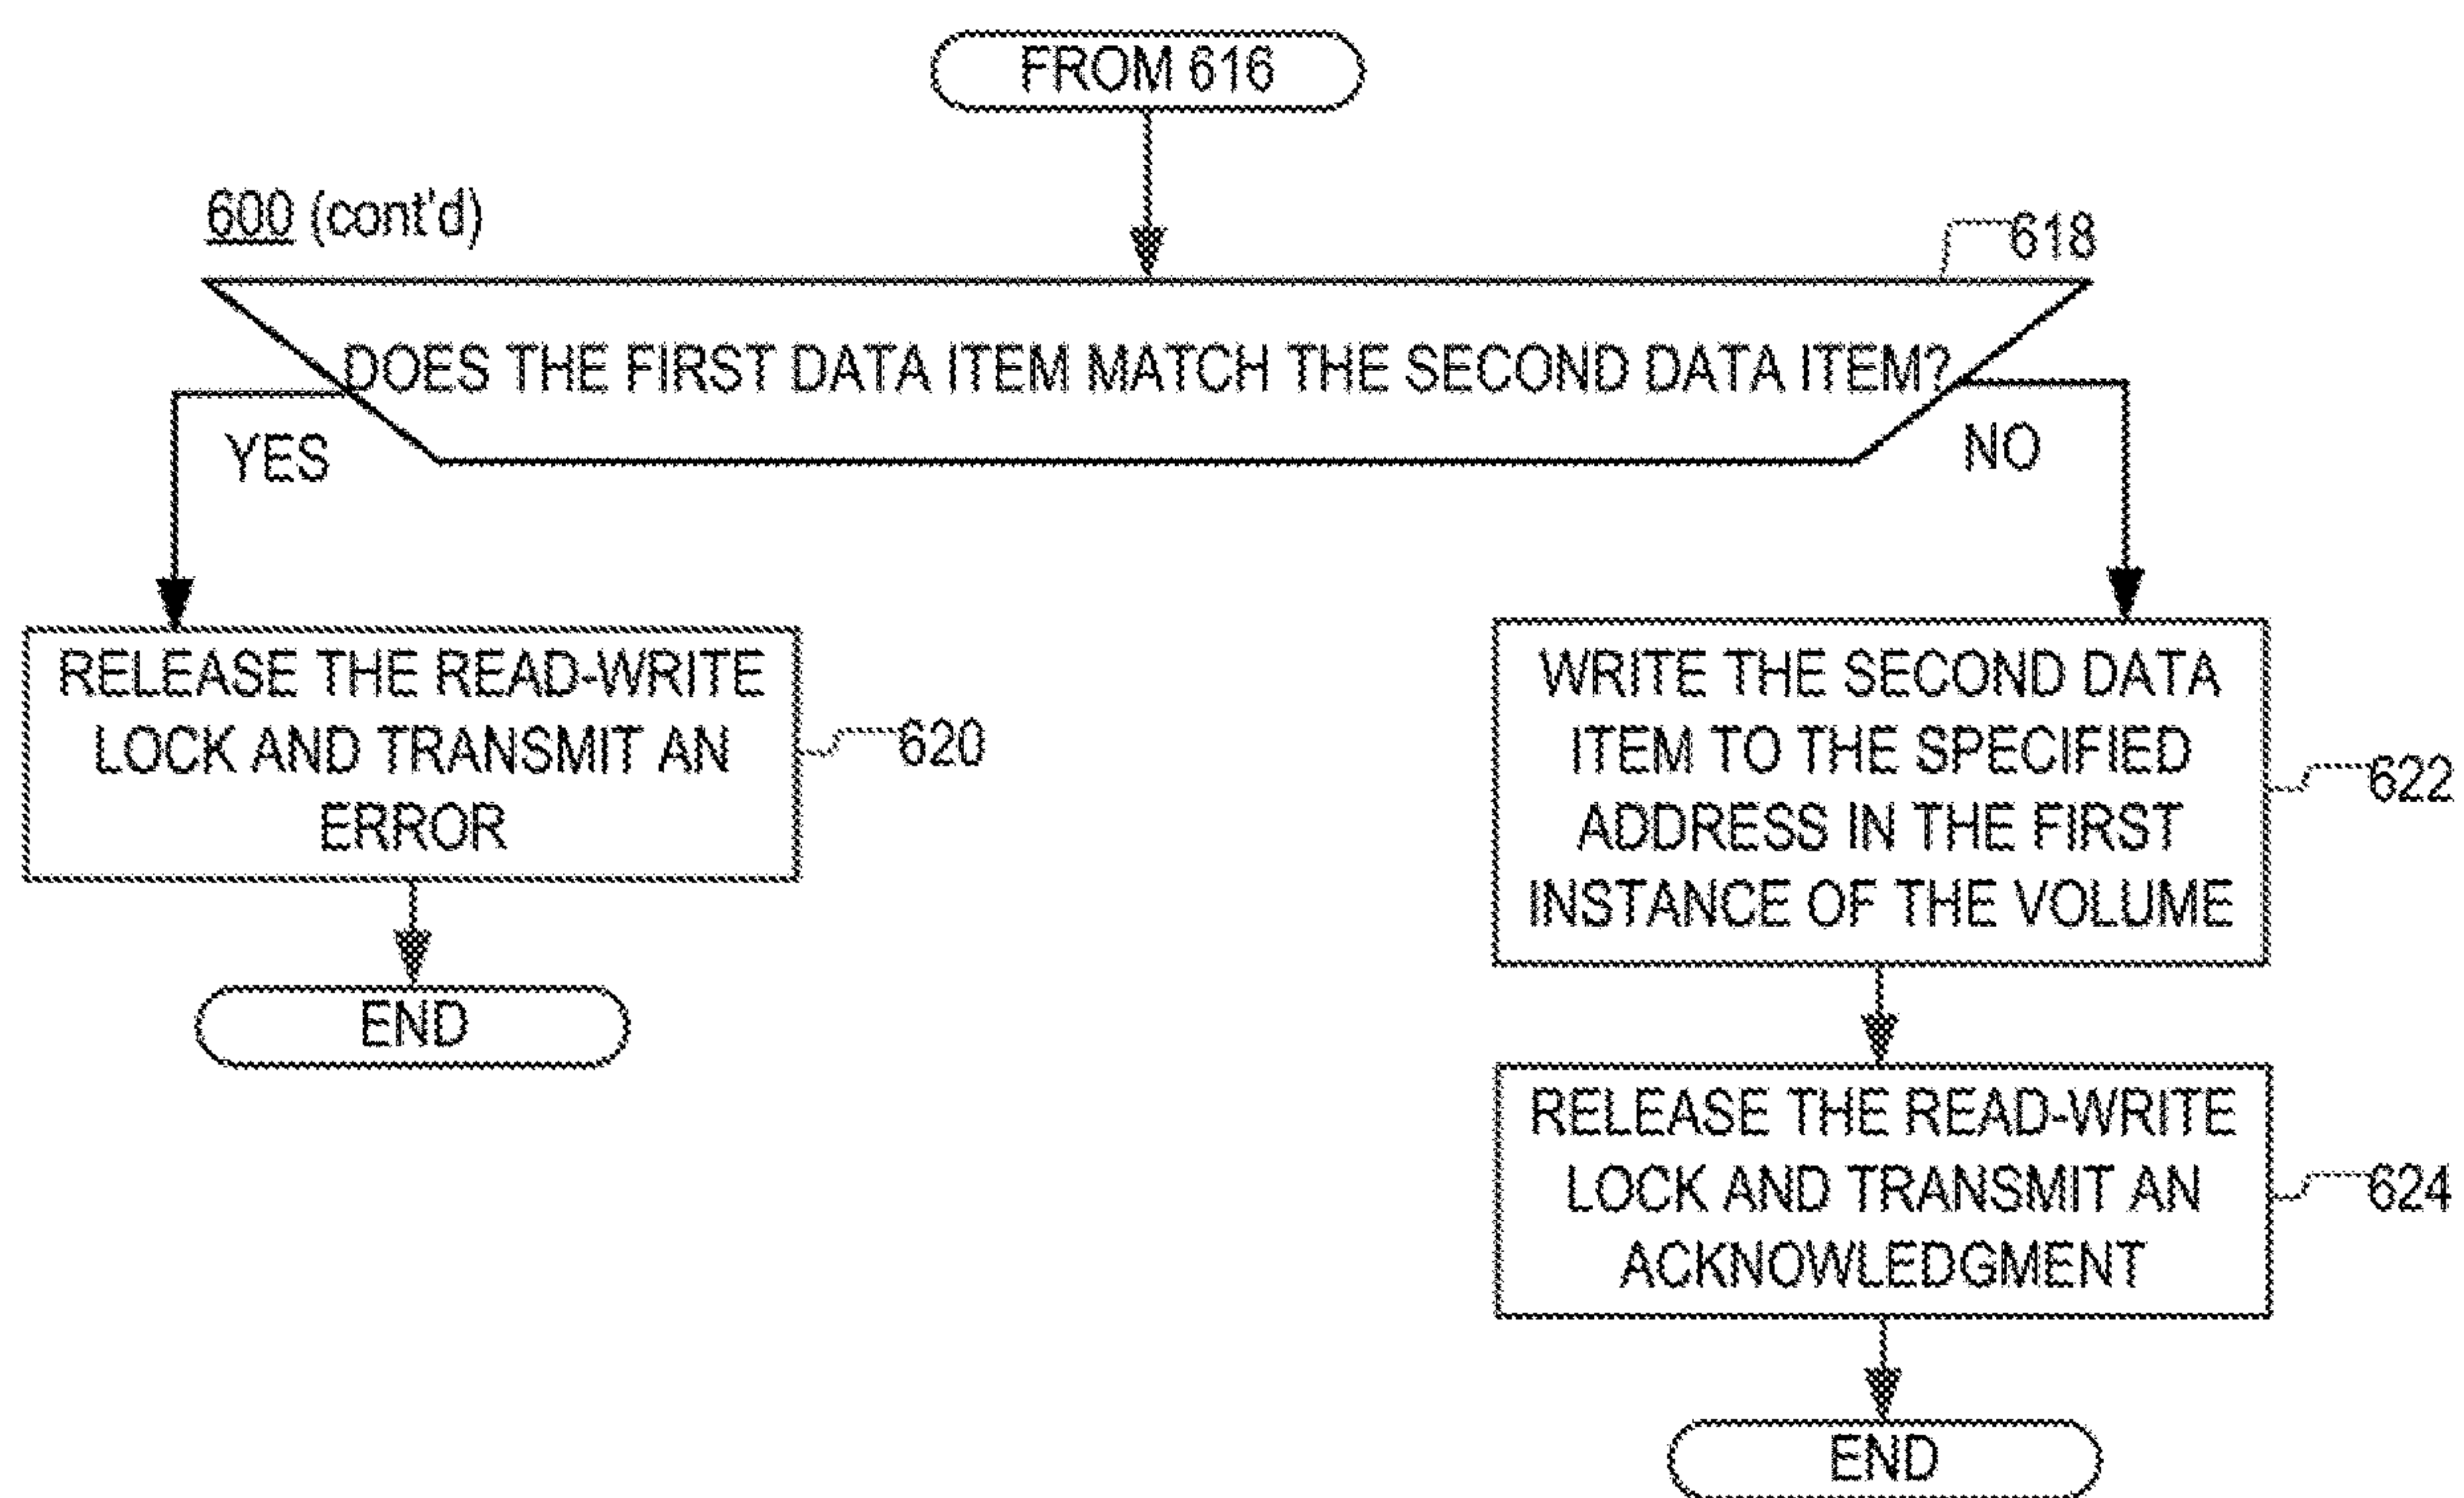 FROM 616
600 (cont'd)
618
DOES THE FIRST DATA ITEM MATCH THE SECOND DATA ITEM?
YES
NO
RELEASE THE READ-WRITE
LOCK AND TRANSMIT AN
ERROR
620
END
WRITE THE SECOND DATA
ITEM TO THE SPECIFIED
ADDRESS IN THE FIRST
INSTANCE OF THE VOLUME
622
RELEASE THE READ-WRITE
LOCK AND TRANSMIT AN
ACKNOWLEDGMENT
624
END